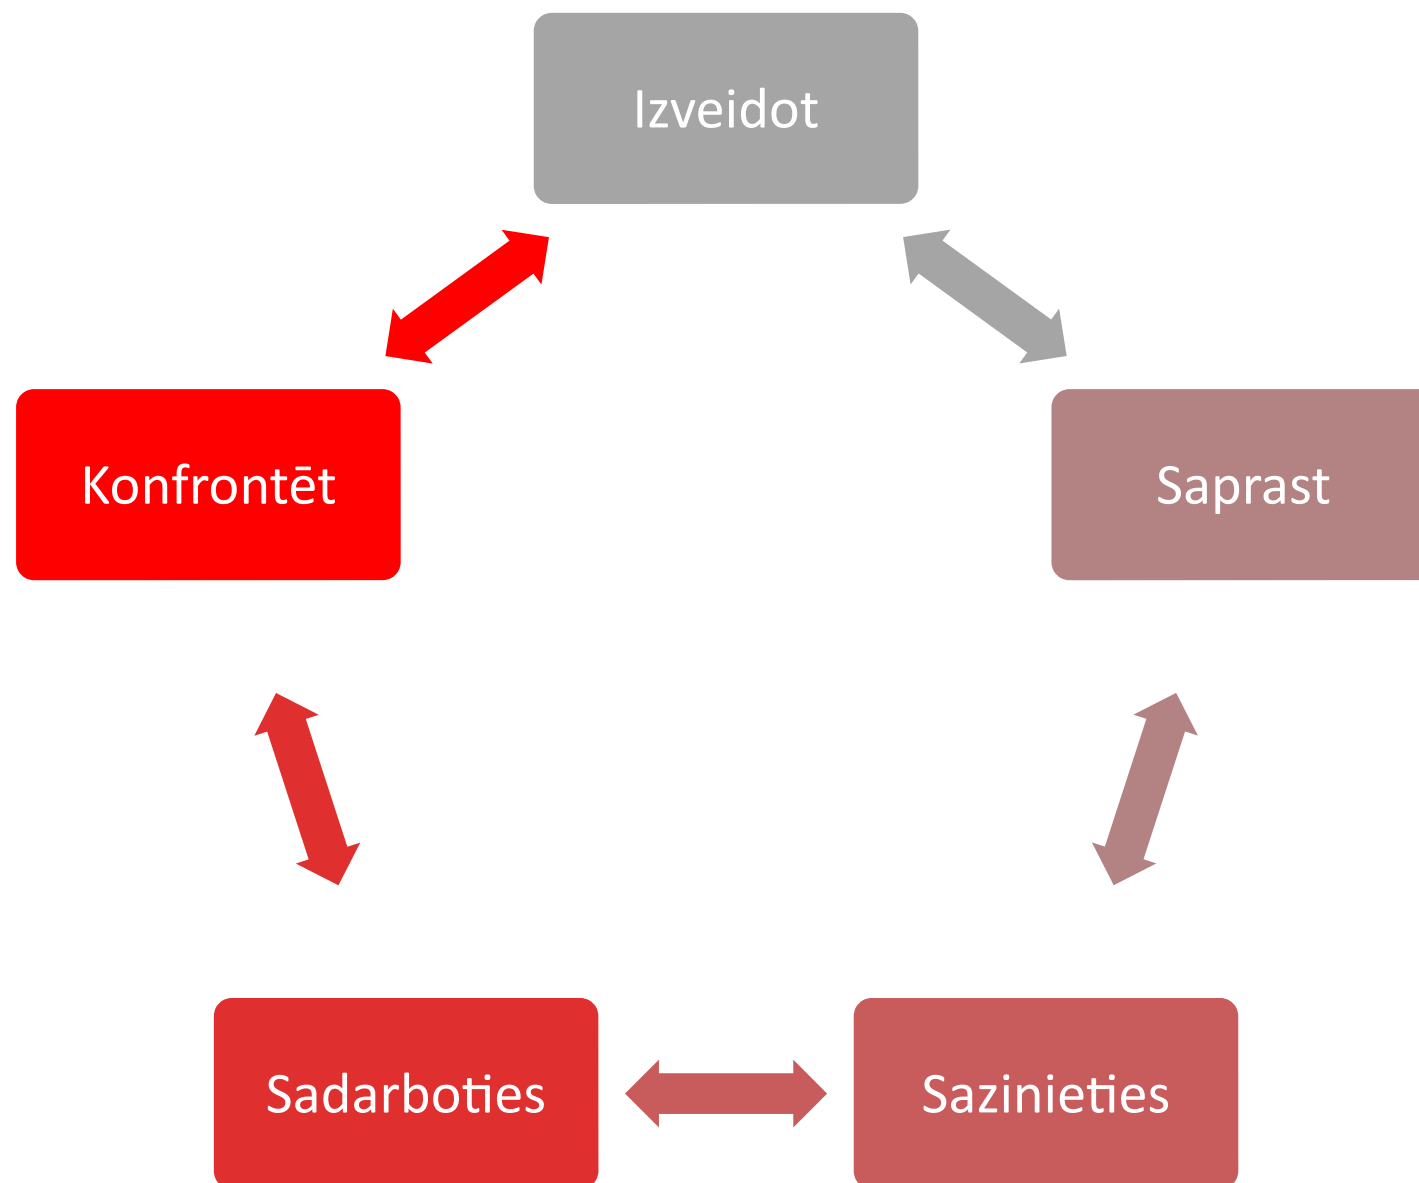 Izveidot
Konfrontēt
Saprast
Sadarboties
Sazinieties